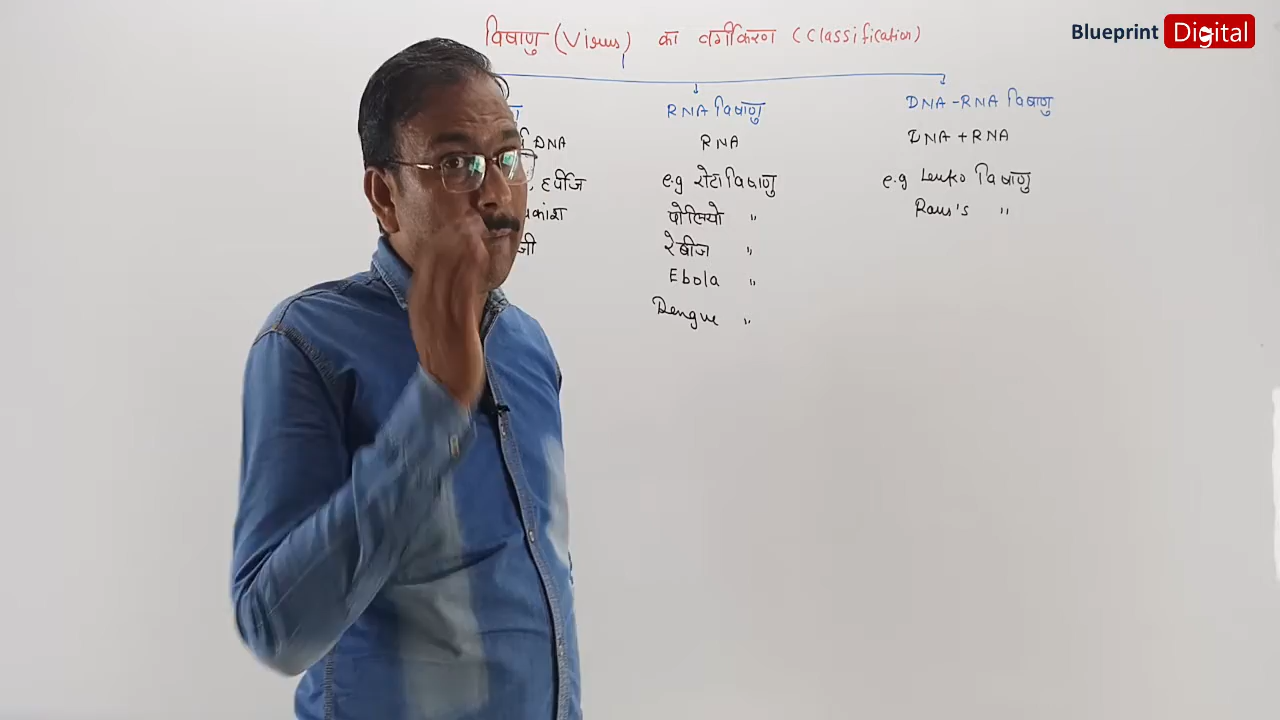 विषाणु (Virus) का वर्गीकरण (Classification)
Blueprint Digital
RNA विषाणु
DNA-RNA विषाणु
DNA
RNA
DNA + RNA
हर्पीज
e.g रोटा विषाणु
e.g Leuko विषाणु
पोलियो "
Rous's "
रेबीज "
Ebola "
Dengue "